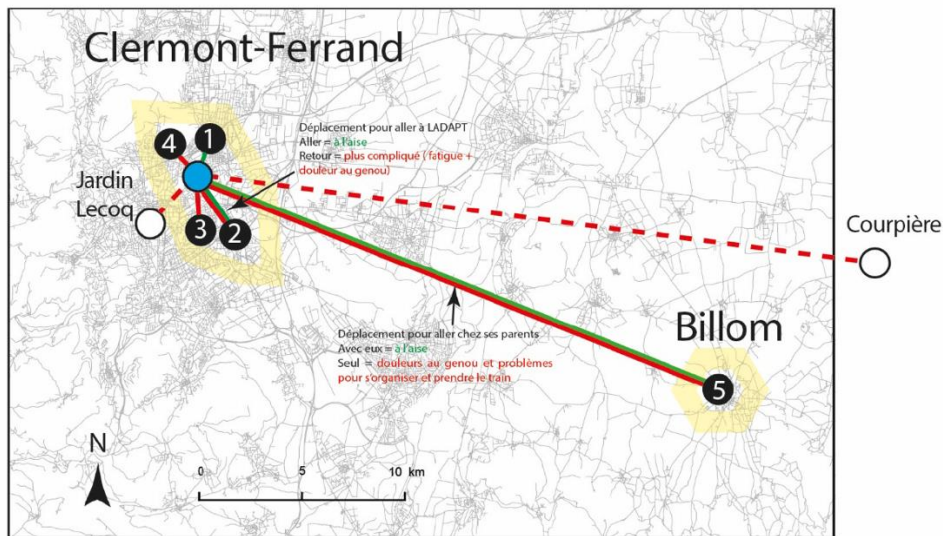 Clermont-Ferrand
Déplacement pour aller à LADAPT
Aller = à l'aise
Retour = plus compliqué ( fatigue +
douleur au genou)
4
1
Jardin
Lecoq
3
2
Courpière
Billom
Déplacement pour aller chez ses parents
Avec eux = à l'aise
Seul = douleurs au genou et problèmes
pour s'organiser et prendre le train
5
N
0 5 10 km